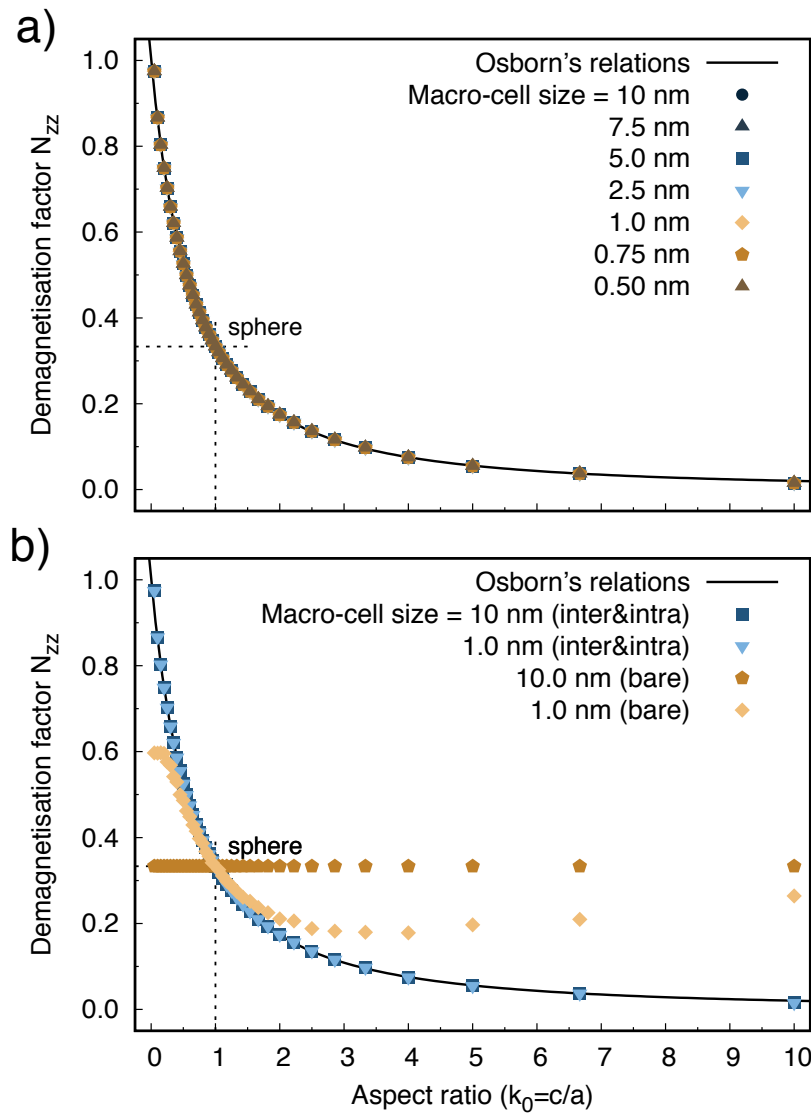 a)
Demagnetisation factor Nzz
1.0
0.8
0.6
0.4
0.2
0.0
Osborn's relations
Macro-cell size = 10 nm
7.5 nm
5.0 nm
2.5 nm
1.0 nm
0.75 nm
0.50 nm
sphere
b)
Demagnetisation factor Nzz
1.0
0.8
0.6
0.4
0.2
0.0
Osborn's relations
Macro-cell size = 10 nm (inter&intra)
1.0 nm (inter&intra)
10.0 nm (bare)
1.0 nm (bare)
sphere
0 1 2 3 4 5 6 7 8 9 10
Aspect ratio (k0=c/a)